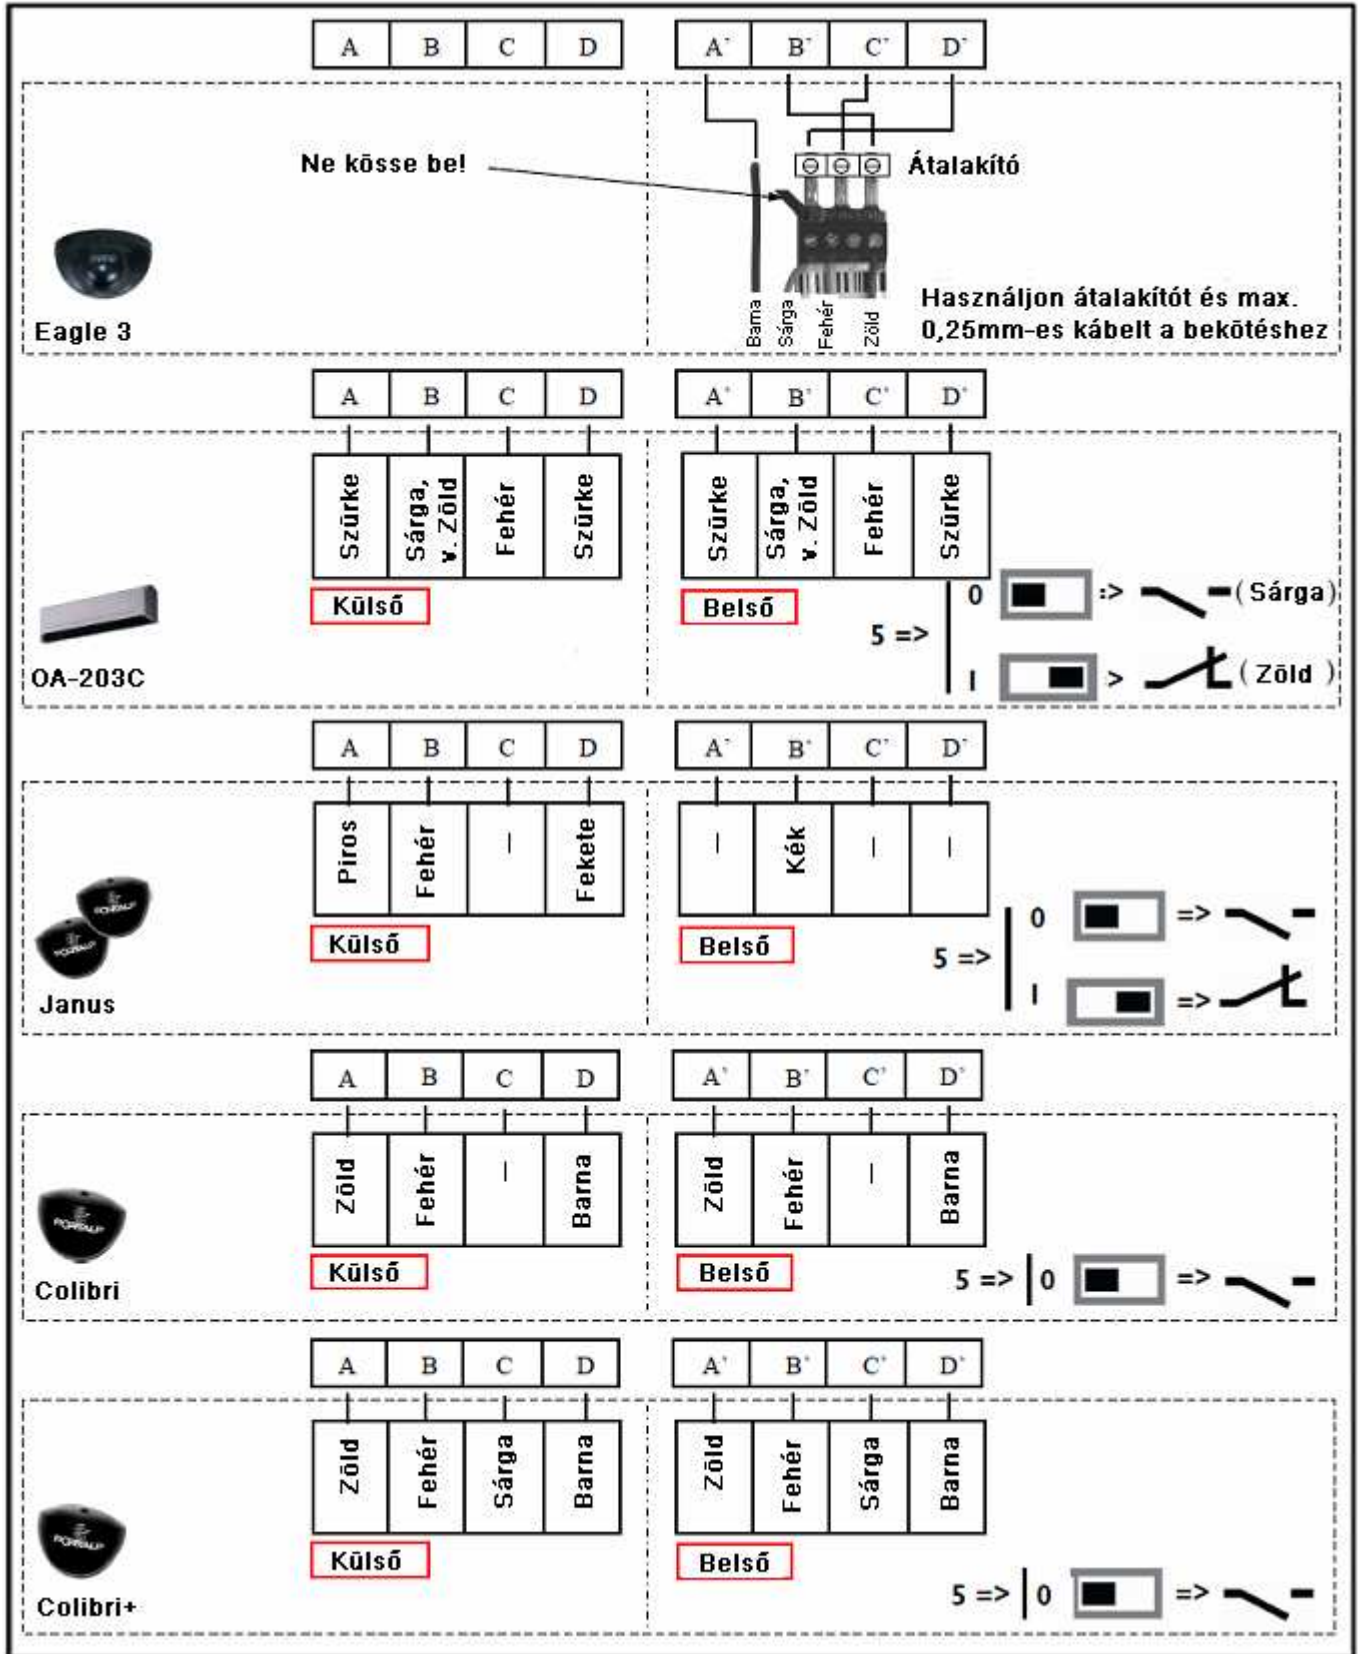 A B C D A' B' C' D'
Ne kösse be!
Átalakító
Barna
Sárga
Fehér
Zöld
Használjon átalakítót és max.
0,25mm-es kábelt a bekötéshez
Eagle 3
A B C D A' B' C' D'
Szürke
Sárga,
v. Zöld
Fehér
Szürke
Szürke
Sárga,
v. Zöld
Fehér
Szürke
Külső
Belső
5 =>
0 :> (Sárga)
I > (Zöld )
OA-203C
A B C D A' B' C' D'
Piros
Fehér
—
Fekete
—
Kék
—
—
Külső
Belső
5 =>
0 =>
I =>
Janus
A B C D A' B' C' D'
Zöld
Fehér
—
Barna
Zöld
Fehér
—
Barna
PORTALP
Külső
Belső
5 => 0 =>
Colibri
A B C D A' B' C' D'
Zöld
Fehér
Sárga
Barna
Zöld
Fehér
Sárga
Barna
PORTALP
Külső
Belső
5 => 0 =>
Colibri+